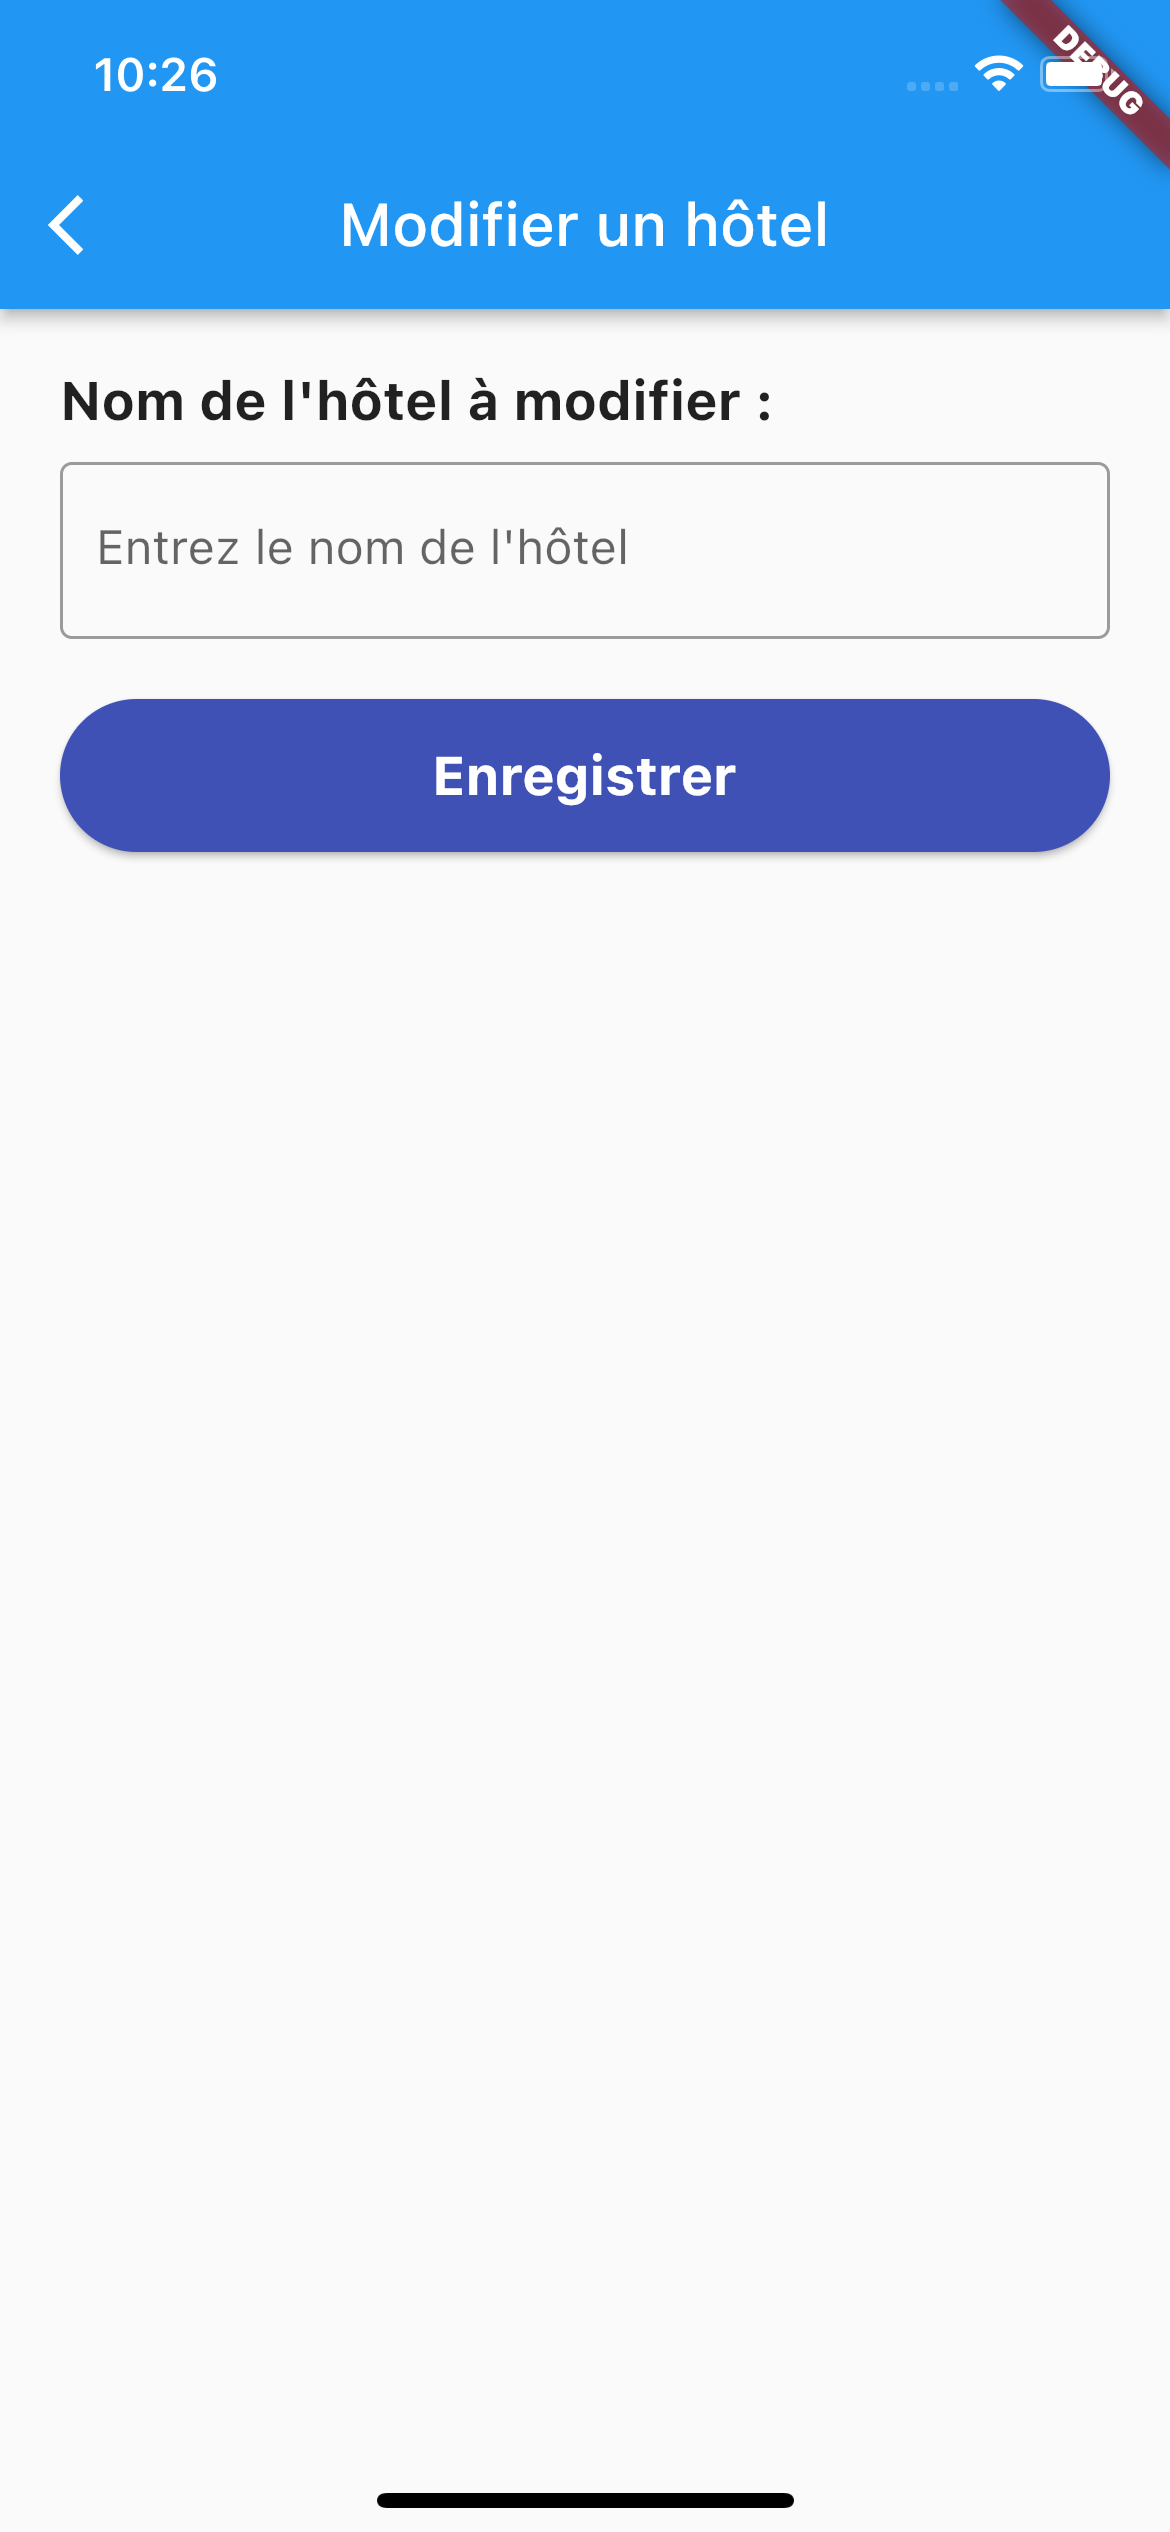 10:26
DEBUG
Modifier un hôtel
Nom de l'hôtel à modifier :
Entrez le nom de l'hôtel
Enregistrer